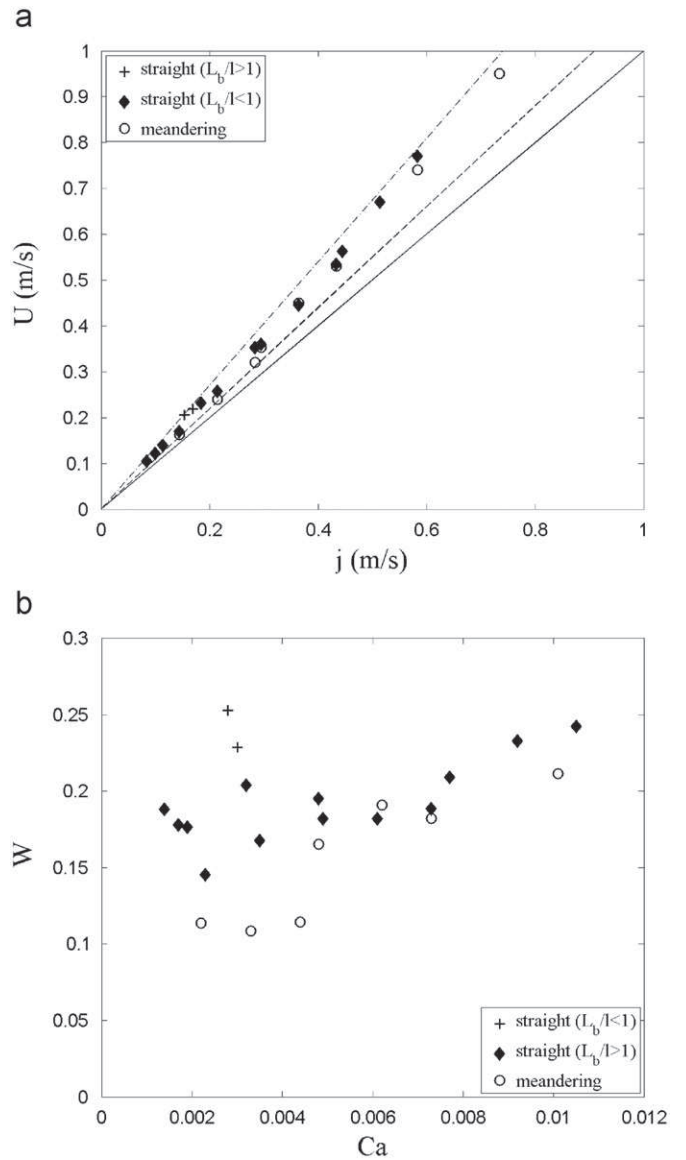 a
1
0.9
0.8
0.7
0.6
0.5
0.4
0.3
0.2
0.1
0
U (m/s)
+ straight (L_b/l>1)
◆ straight (L_b/l<1)
○ meandering
0 0.2 0.4 0.6 0.8 1
j (m/s)
b
0.3
0.25
0.2
0.15
0.1
0.05
0
W
+ straight (L_b/l<1)
◆ straight (L_b/l>1)
○ meandering
0 0.002 0.004 0.006 0.008 0.01 0.012
Ca